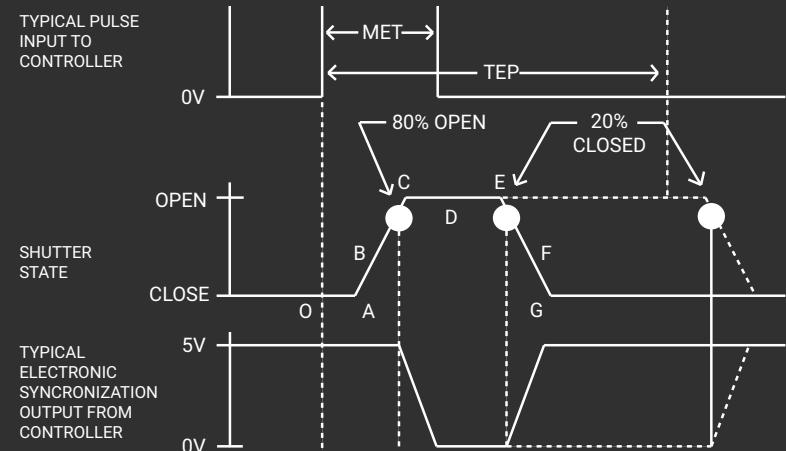 TYPICAL PULSE
INPUT TO
CONTROLLER
MET
TEP
0V
80% OPEN
20%
CLOSED
OPEN
C
E
D
SHUTTER
STATE
B
F
CLOSE
O
A
G
5V
TYPICAL
ELECTRONIC
SYNCRONIZATION
OUTPUT FROM
CONTROLLER
0V